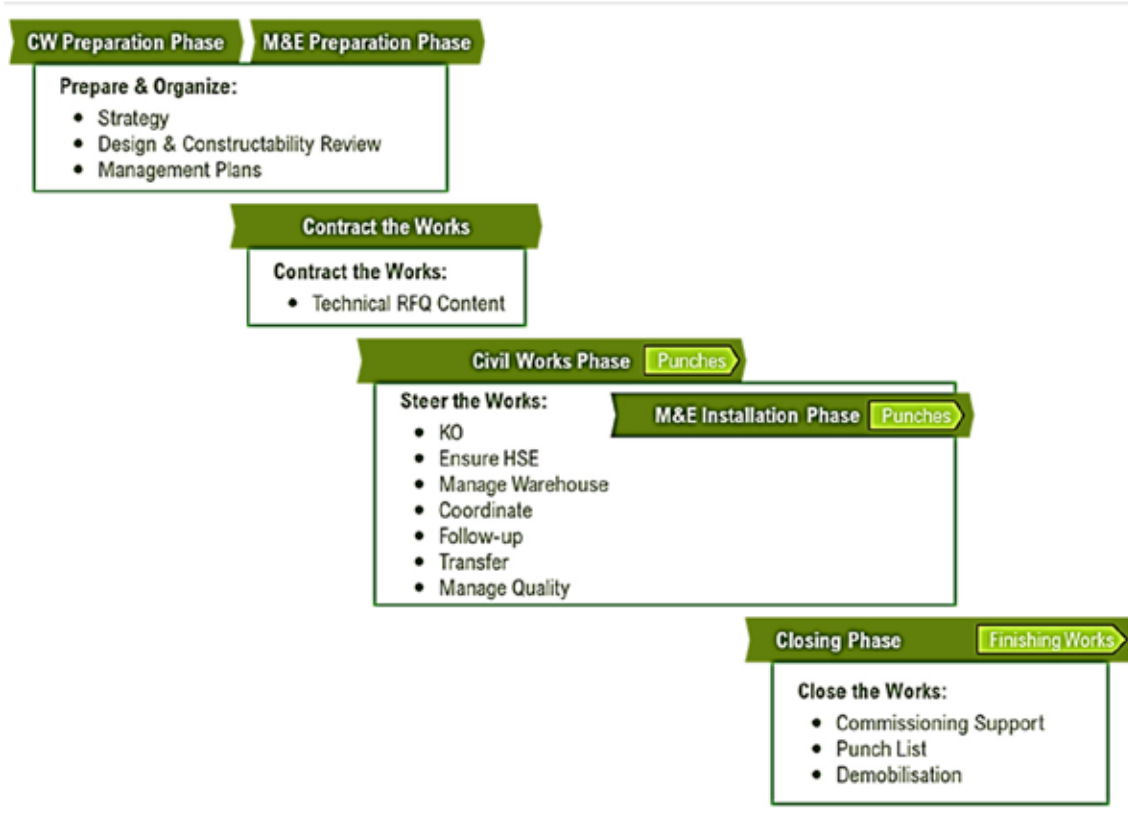 CW Preparation Phase
M&E Preparation Phase
Prepare & Organize:
• Strategy
• Design & Constructability Review
• Management Plans
Contract the Works
Contract the Works:
• Technical RFQ Content
Civil Works Phase
Punches
Steer the Works:
M&E Installation Phase
Punches
• KO
• Ensure HSE
• Manage Warehouse
• Coordinate
• Follow-up
• Transfer
• Manage Quality
Closing Phase
Finishing Works
Close the Works:
• Commissioning Support
• Punch List
• Demobilisation